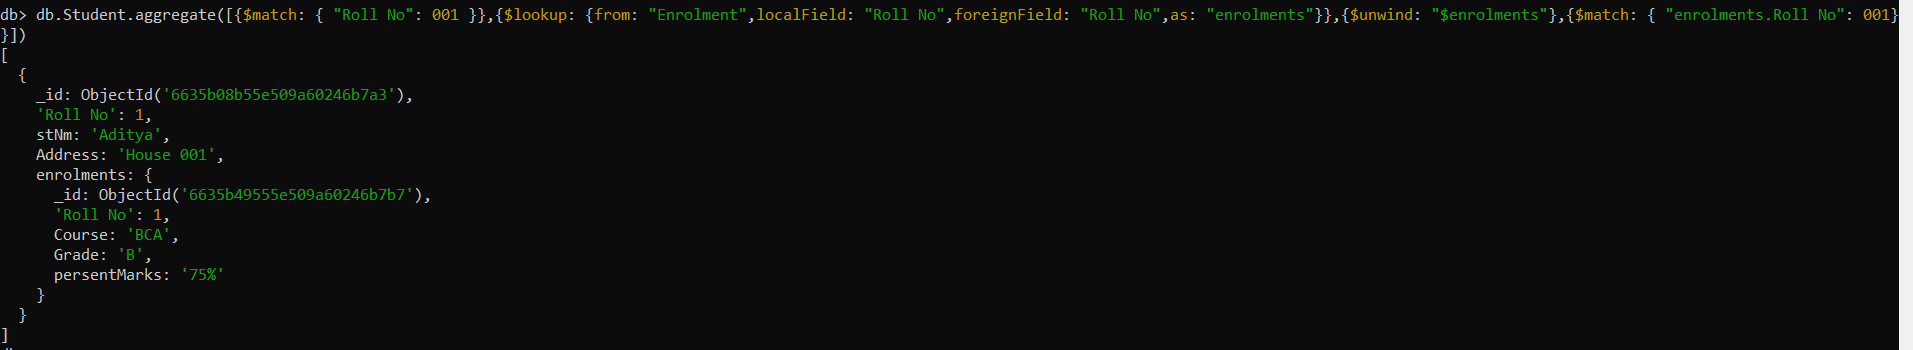 db> db.Student.aggregate([{$match: { "Roll No": 001 }},{$lookup: {from: "Enrolment",localField: "Roll No",foreignField: "Roll No",as: "enrolments"}},{$unwind: "$enrolments"},{$match: { "enrolments.Roll No": 001}
}])
[
  {
    _id: ObjectId('6635b08b55e509a60246b7a3'),
    'Roll No': 1,
    stNm: 'Aditya',
    Address: 'House 001',
    enrolments: {
      _id: ObjectId('6635b49555e509a60246b7b7'),
      'Roll No': 1,
      Course: 'BCA',
      Grade: 'B',
      persentMarks: '75%'
    }
  }
]